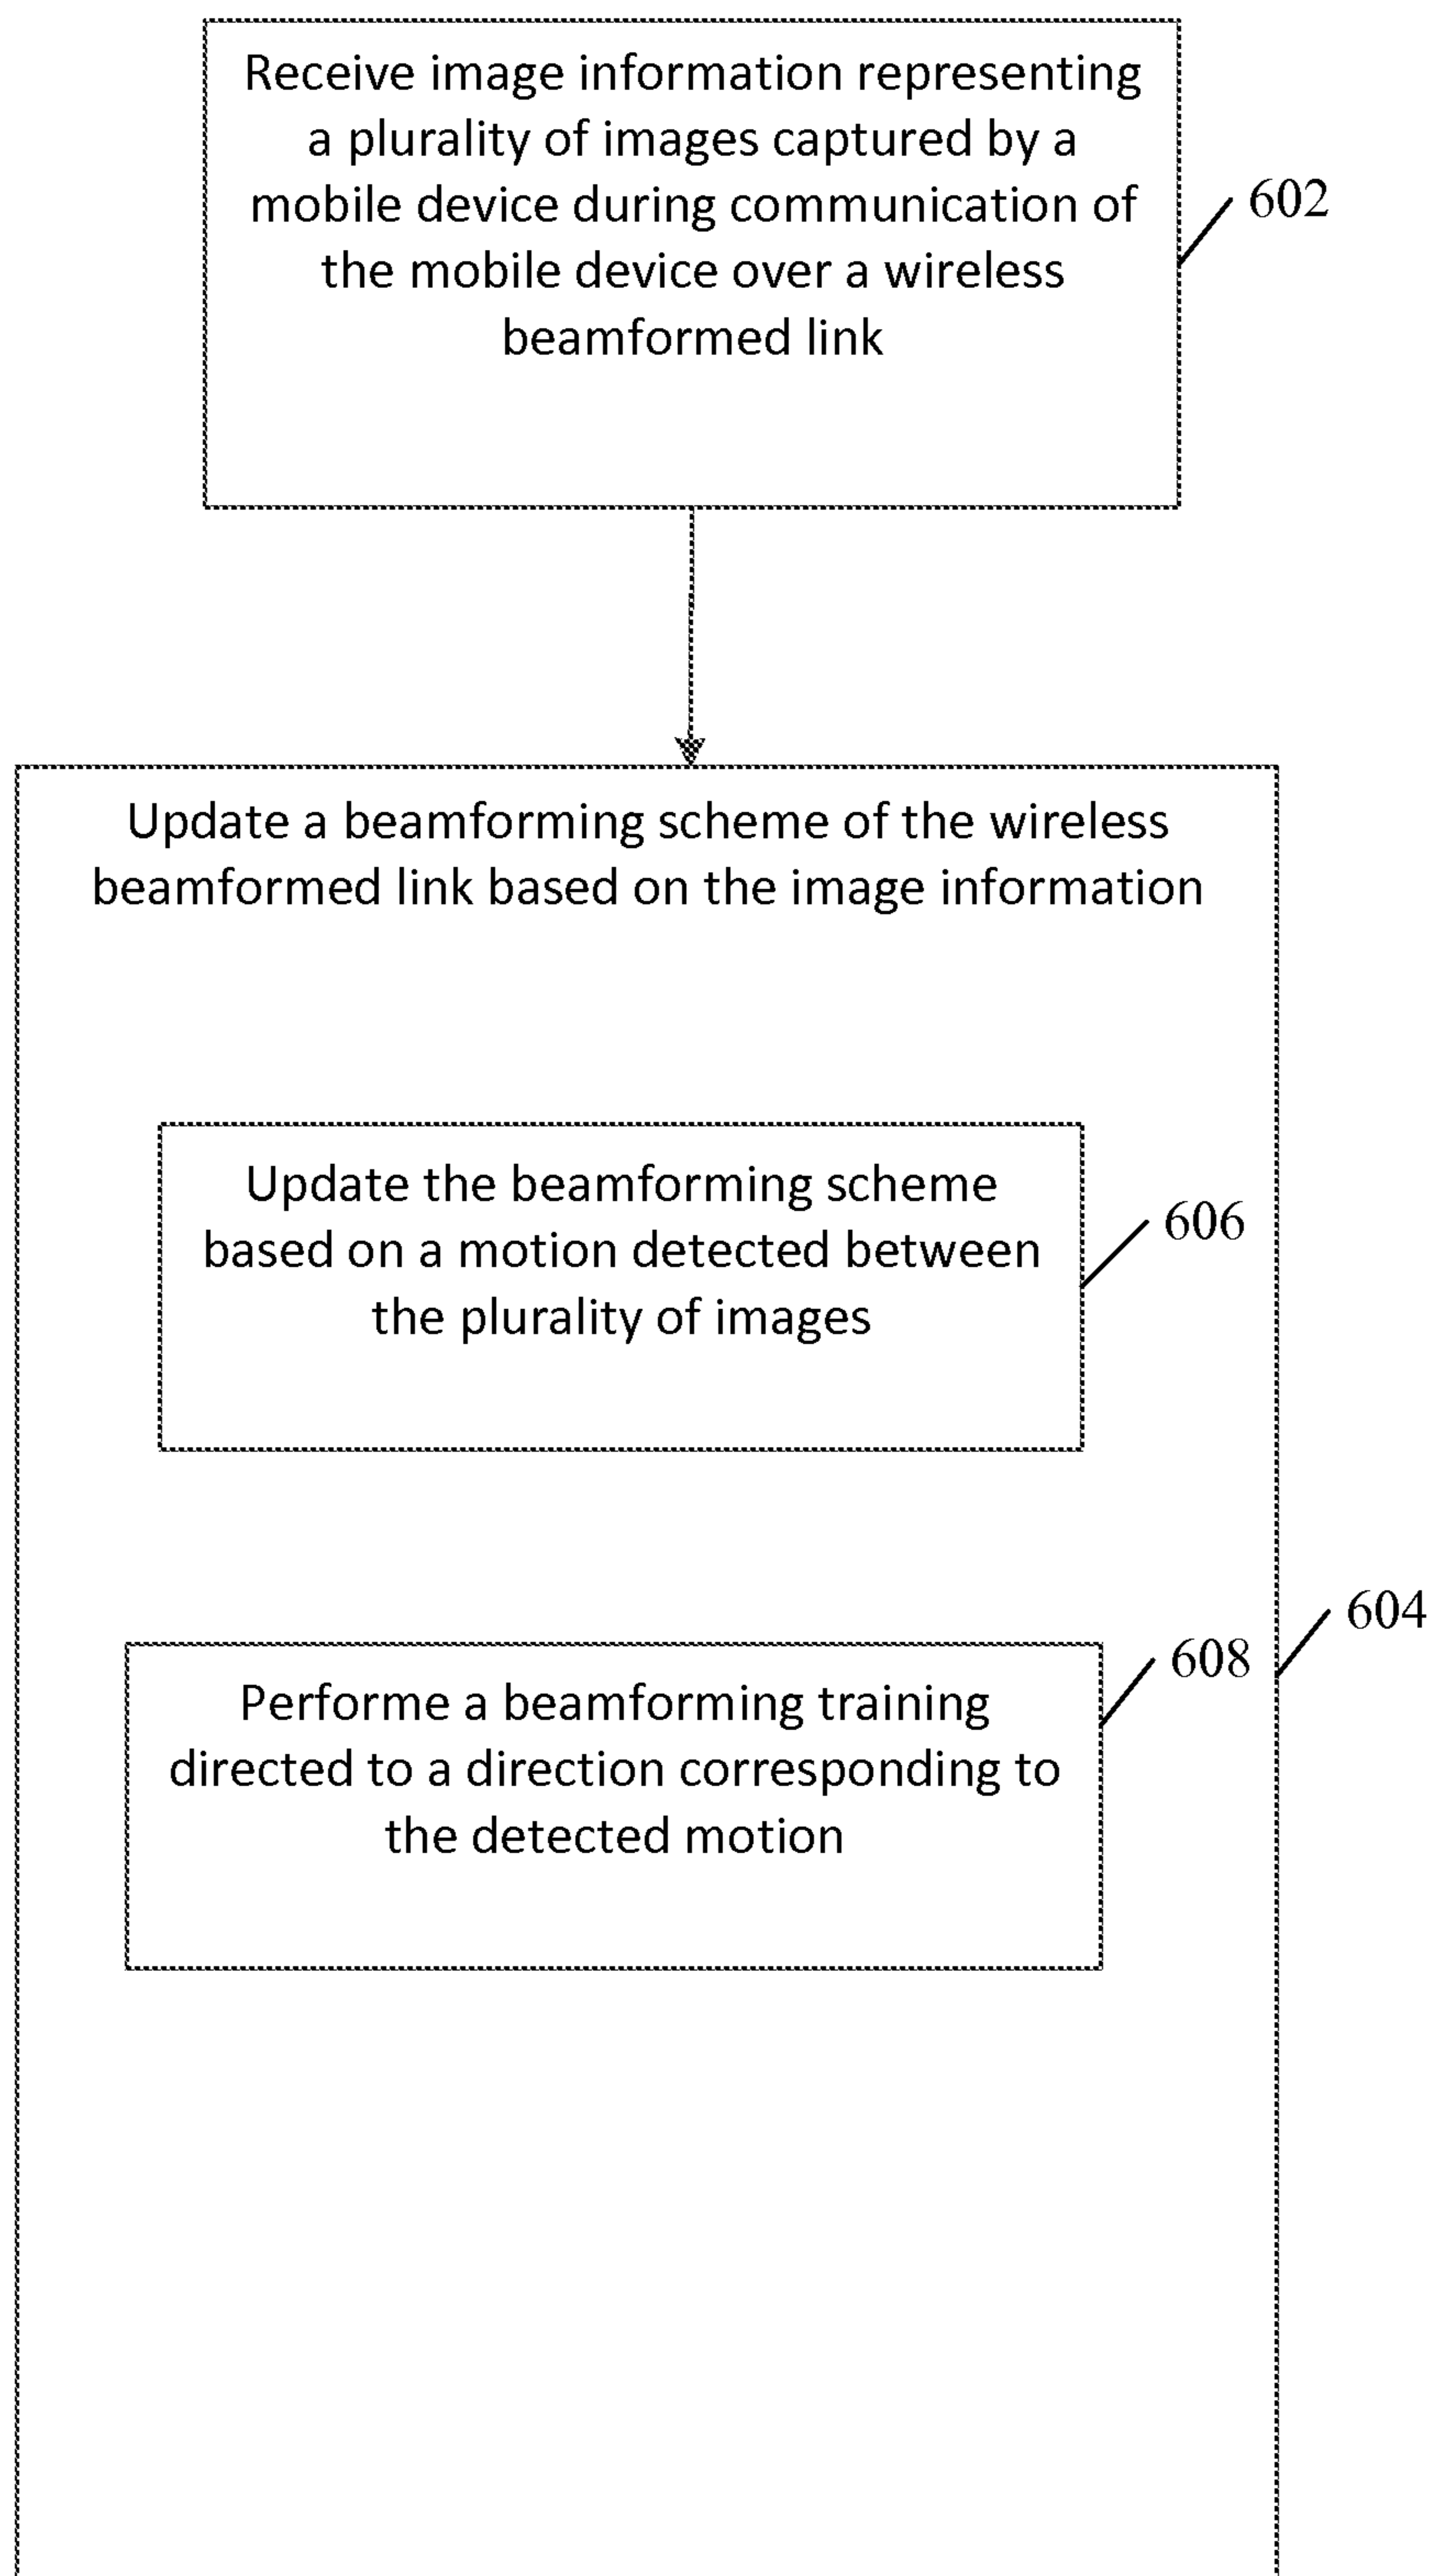 Receive image information representing
a plurality of images captured by a
mobile device during communication of
the mobile device over a wireless
beamformed link
602
Update a beamforming scheme of the wireless
beamformed link based on the image information
Update the beamforming scheme
based on a motion detected between
the plurality of images
606
604
Performe a beamforming training
directed to a direction corresponding to
the detected motion
608